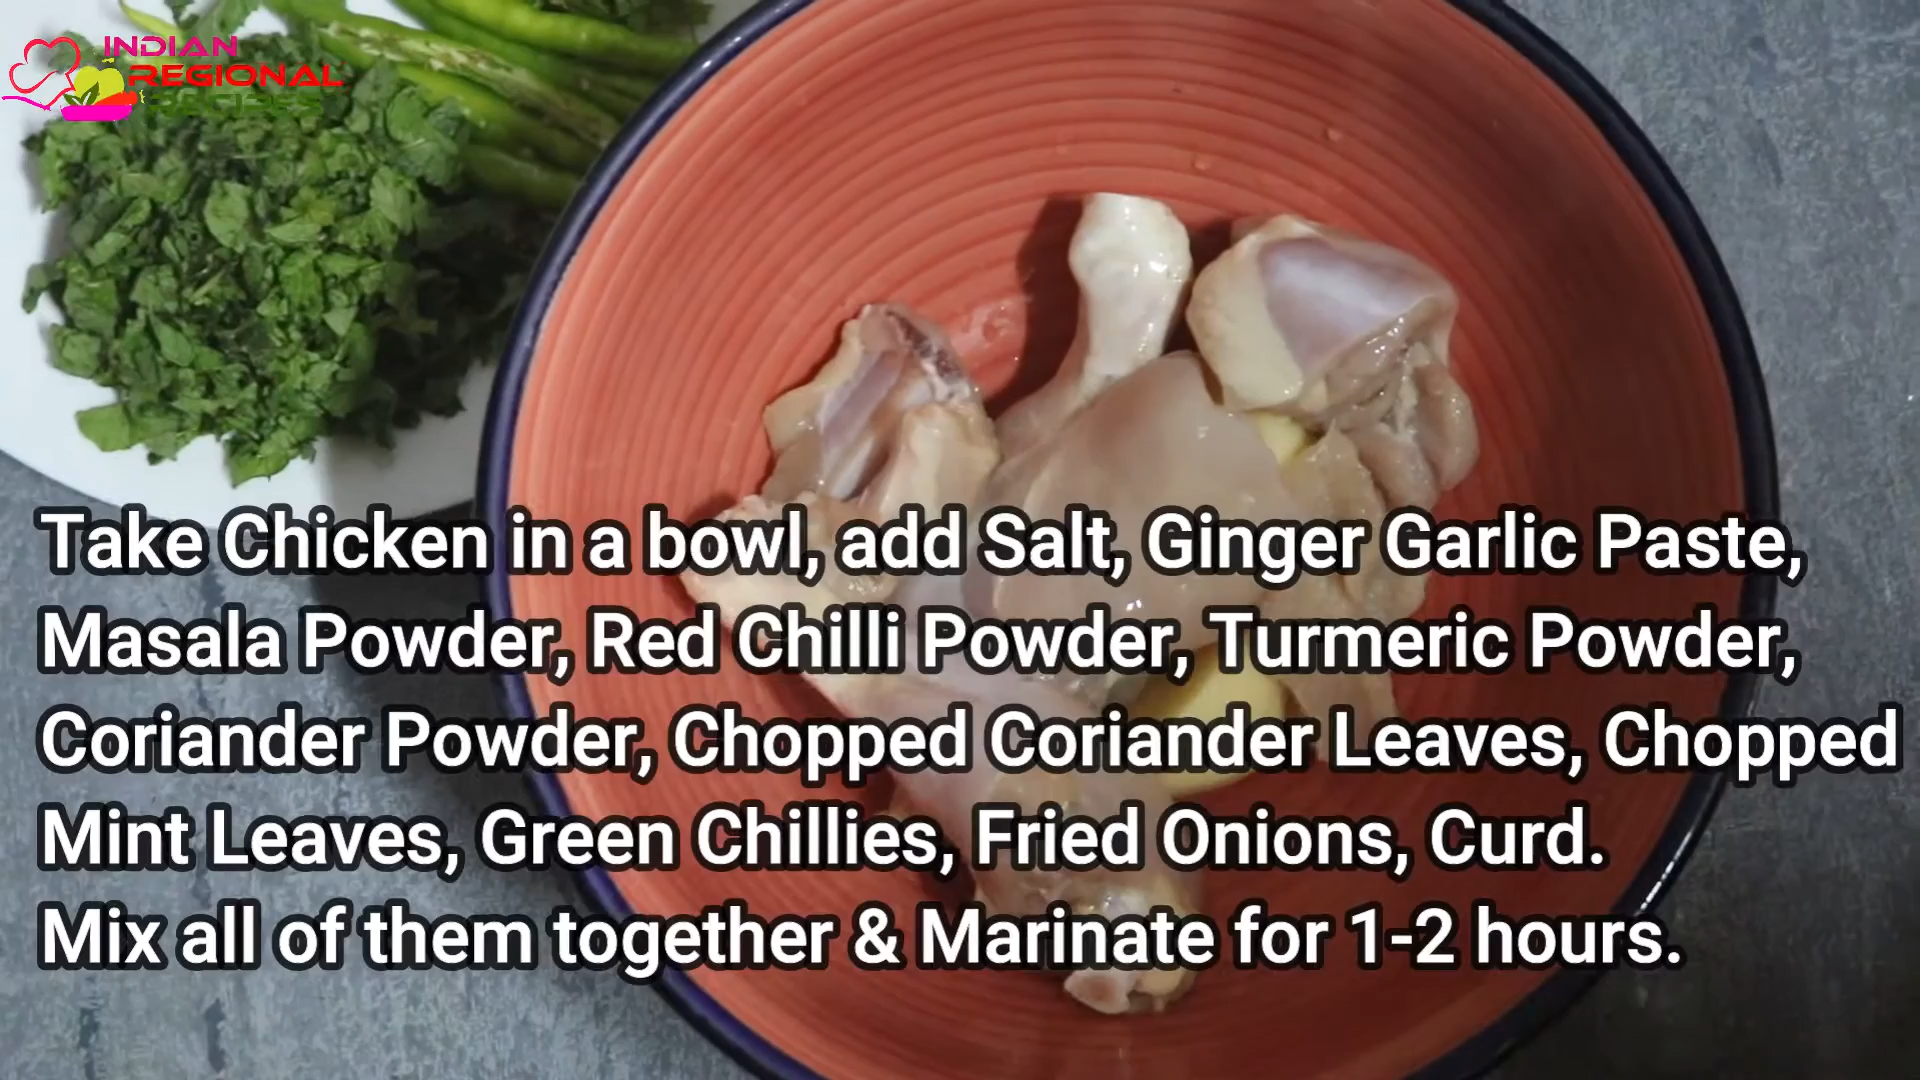 INDIAN
REGIONAL
RECIPES
Take Chicken in a bowl, add Salt, Ginger Garlic Paste,
Masala Powder, Red Chilli Powder, Turmeric Powder,
Coriander Powder, Chopped Coriander Leaves, Chopped
Mint Leaves, Green Chillies, Fried Onions, Curd.
Mix all of them together & Marinate for 1-2 hours.